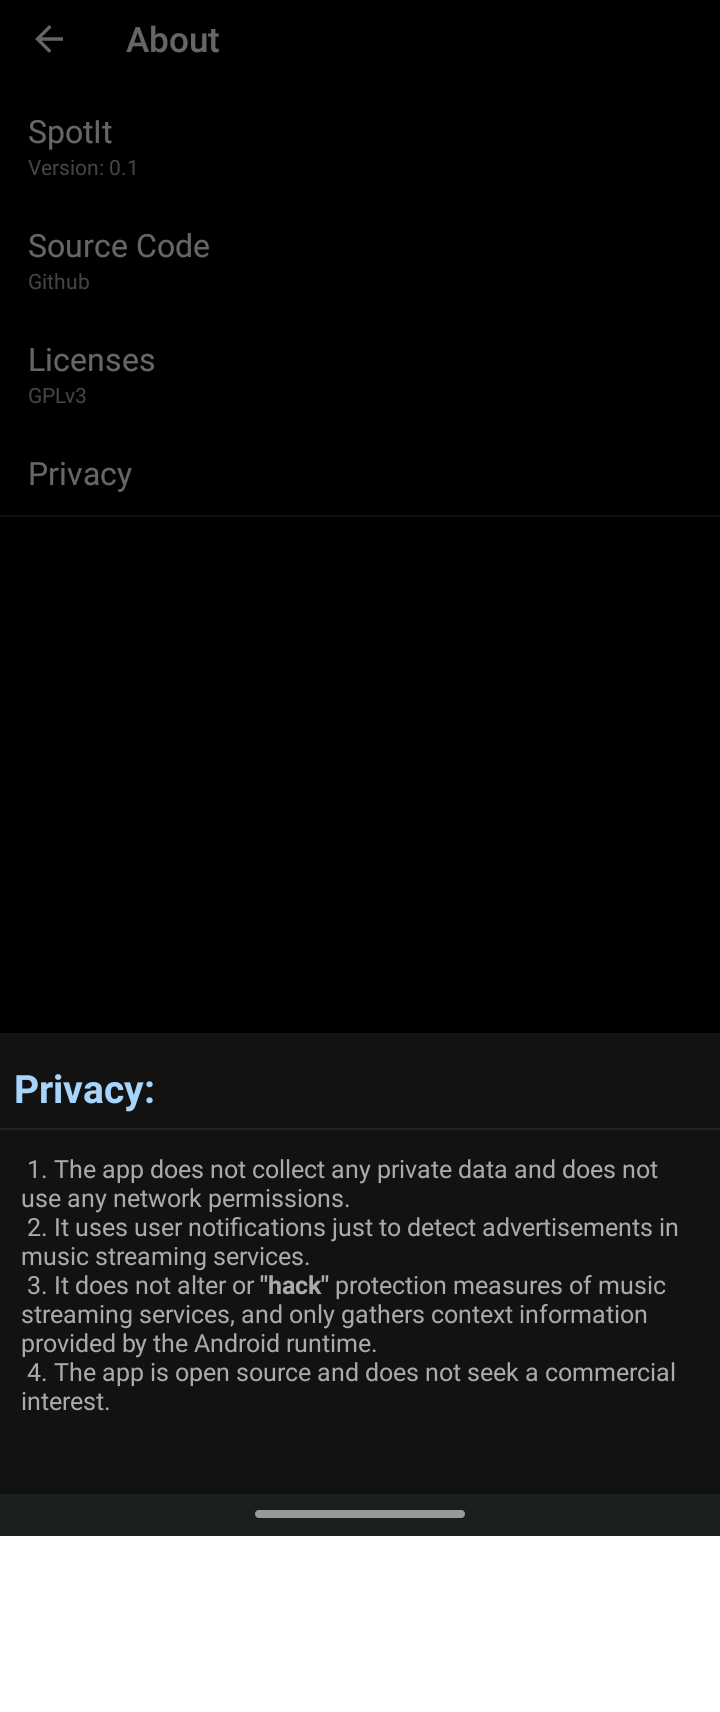 About
SpotIt
Version: 0.1
Source Code
Github
Licenses
GPLv3
Privacy
Privacy:
1. The app does not collect any private data and does not
use any network permissions.
2. It uses user notifications just to detect advertisements in
music streaming services.
3. It does not alter or "hack" protection measures of music
streaming services, and only gathers context information
provided by the Android runtime.
4. The app is open source and does not seek a commercial
interest.